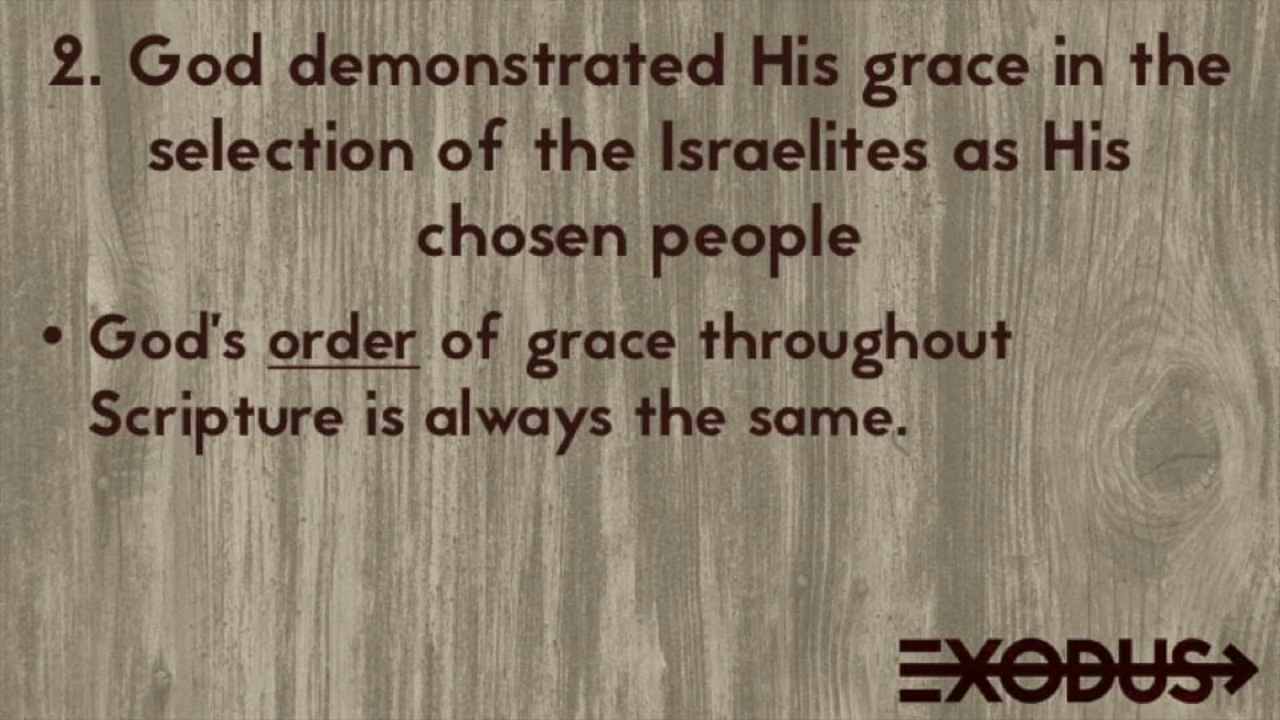 2. God demonstrated His grace in the
selection of the Israelites as His
chosen people
• God's order of grace throughout
Scripture is always the same.
EXODUS